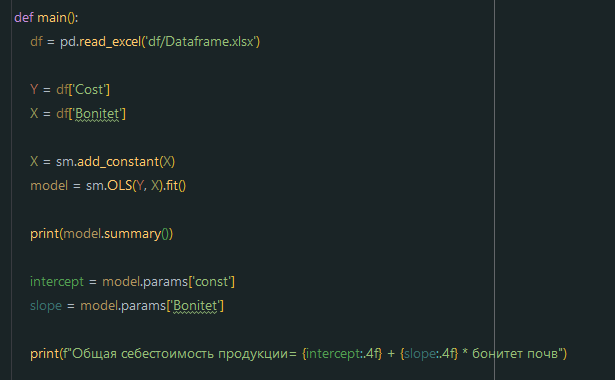 def main():
df = pd.read_excel('df/Dataframe.xlsx')
Y = df['Cost']
X = df['Bonitet']
X = sm.add_constant(X)
model = sm.OLS(Y, X).fit()
print(model.summary())
intercept = model.params['const']
slope = model.params['Bonitet']
print(f"Общая себестоимость продукции= {intercept:.4f} + {slope:.4f} * бонитет почв")